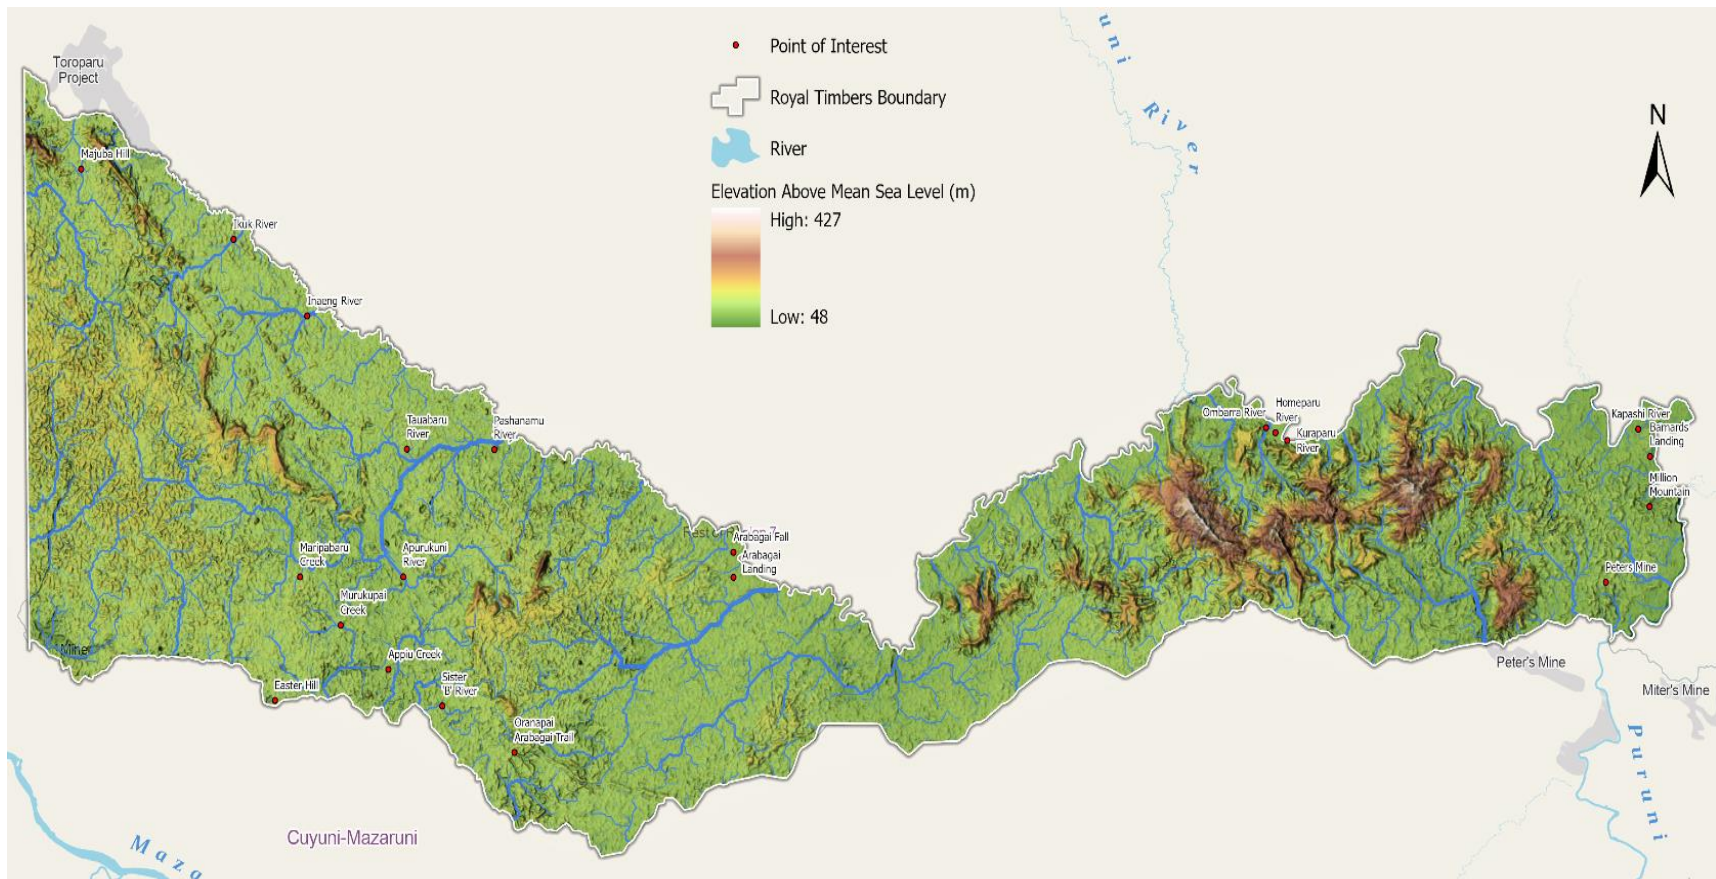 Toroparu
Project
Majuba Hill
Ikuk River
Inaeng River
Tauabaru
River
Pashanamu
River
Maripabaru
Creek
Apurukuni
River
Murukupai
Creek
Appiu Creek
Easter Hill
Sister
'B' River
Oranapai
Arabagai Trail
Miner
Arabagai Fall
Arabagai
Landing
Cuyuni-Mazaruni
Maza
Point of Interest
Royal Timbers Boundary
River
Elevation Above Mean Sea Level (m)
High: 427
Low: 48
uni River
N
Ombarra River
Homeparu
River
Kuraparu
River
Kapashi River
Barnards
Landing
Million
Mountain
Peters Mine
Peter's Mine
Miter's Mine
Puruni